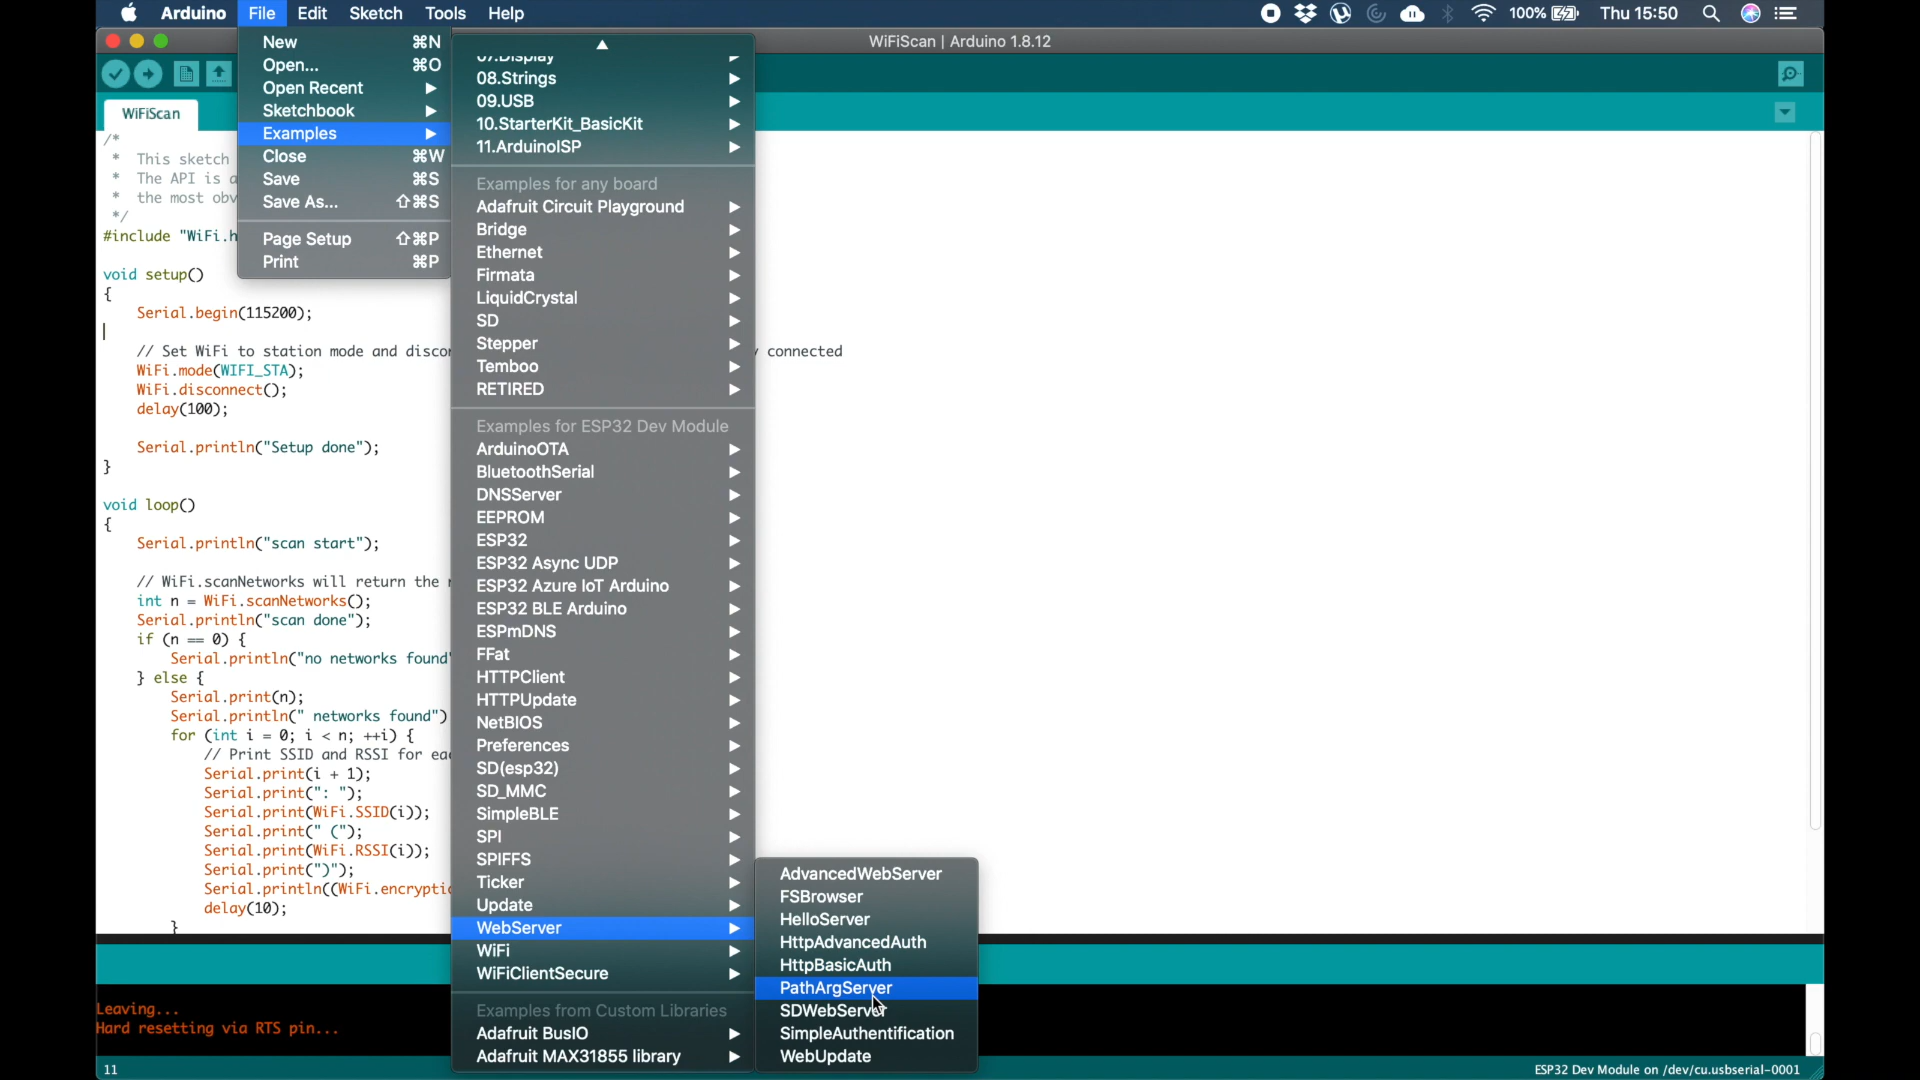 Arduino File Edit Sketch Tools Help 100% Thu 15:50
WiFiScan | Arduino 1.8.12
New ⌘N
Open... ⌘O
Open Recent ▶
Sketchbook ▶
Examples ▶
Close ⌘W
Save ⌘S
Save As... ⇧⌘S
Page Setup ⇧⌘P
Print ⌘P
07.Display ▶
08.Strings ▶
09.USB ▶
10.StarterKit_BasicKit ▶
11.ArduinoISP ▶
Examples for any board
Adafruit Circuit Playground ▶
Bridge ▶
Ethernet ▶
Firmata ▶
LiquidCrystal ▶
SD ▶
Stepper ▶
Temboo ▶
RETIRED ▶
Examples for ESP32 Dev Module
ArduinoOTA ▶
BluetoothSerial ▶
DNSServer ▶
EEPROM ▶
ESP32 ▶
ESP32 Async UDP ▶
ESP32 Azure IoT Arduino ▶
ESP32 BLE Arduino ▶
ESPmDNS ▶
FFat ▶
HTTPClient ▶
HTTPUpdate ▶
NetBIOS ▶
Preferences ▶
SD(esp32) ▶
SD_MMC ▶
SimpleBLE ▶
SPI ▶
SPIFFS ▶
Ticker ▶
Update ▶
WebServer ▶
WiFi ▶
WiFiClientSecure ▶
Examples from Custom Libraries
Adafruit BusIO ▶
Adafruit MAX31855 library ▶
AdvancedWebServer
FSBrowser
HelloServer
HttpAdvancedAuth
HttpBasicAuth
PathArgServer
SDWebServer
SimpleAuthentification
WebUpdate
WiFiScan
/*
* This sketch
* The API is a
* the most obv
*/
#include "WiFi.h
void setup()
{
Serial.begin(115200);
// Set WiFi to station mode and discon y connected
WiFi.mode(WIFI_STA);
WiFi.disconnect();
delay(100);
Serial.println("Setup done");
}
void loop()
{
Serial.println("scan start");
// WiFi.scanNetworks will return the n
int n = WiFi.scanNetworks();
Serial.println("scan done");
if (n == 0) {
Serial.println("no networks found"
} else {
Serial.print(n);
Serial.println(" networks found")
for (int i = 0; i < n; ++i) {
// Print SSID and RSSI for eac
Serial.print(i + 1);
Serial.print(": ");
Serial.print(WiFi.SSID(i));
Serial.print(" (");
Serial.print(WiFi.RSSI(i));
Serial.print(")");
Serial.println((WiFi.encryptio
delay(10);
}
Leaving...
Hard resetting via RTS pin...
11 ESP32 Dev Module on /dev/cu.usbserial-0001